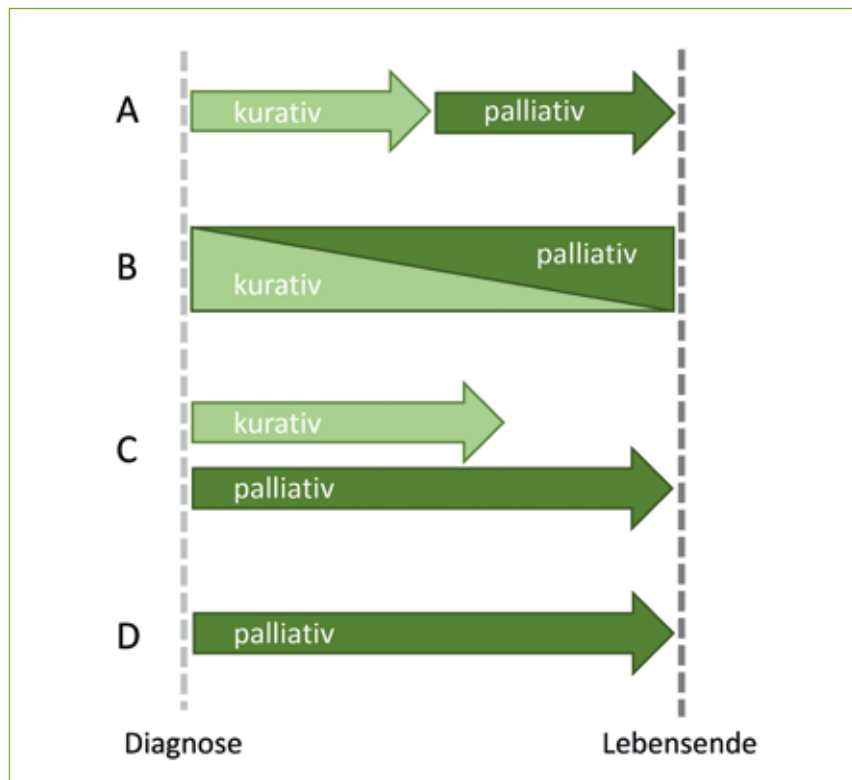 A
kurativ
palliativ
B
palliativ
kurativ
C
kurativ
palliativ
D
palliativ
Diagnose
Lebensende